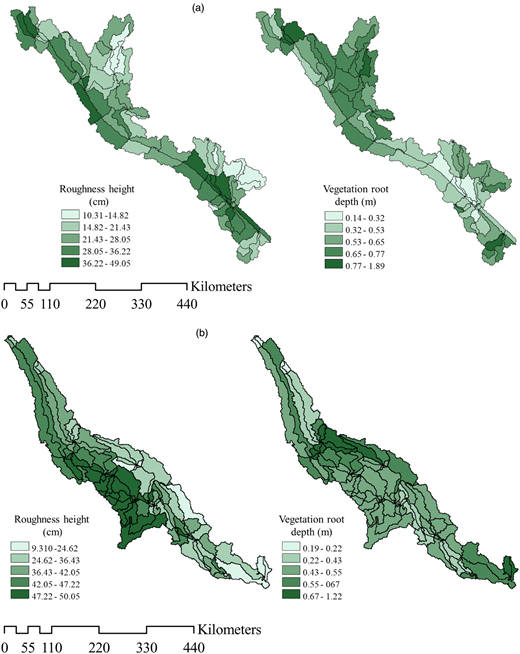 (a)
Roughness height
(cm)
10.31-14.82
14.82 - 21.43
21.43 - 28.05
28.05 - 36.22
36.22 - 49.05
Vegetation root
depth (m)
0.14 - 0.32
0.32 - 0.53
0.53 - 0.65
0.65 - 0.77
0.77 - 1.89
Kilometers
0 55 110 220 330 440
(b)
Roughness height
(cm)
9.310 -24.62
24.62 - 36.43
36.43 - 42.05
42.05 - 47.22
47.22 - 50.05
Vegetation root
depth (m)
0.19 - 0.22
0.22 - 0.43
0.43 - 0.55
0.55 - 067
0.67 - 1.22
Kilometers
0 55 110 220 330 440